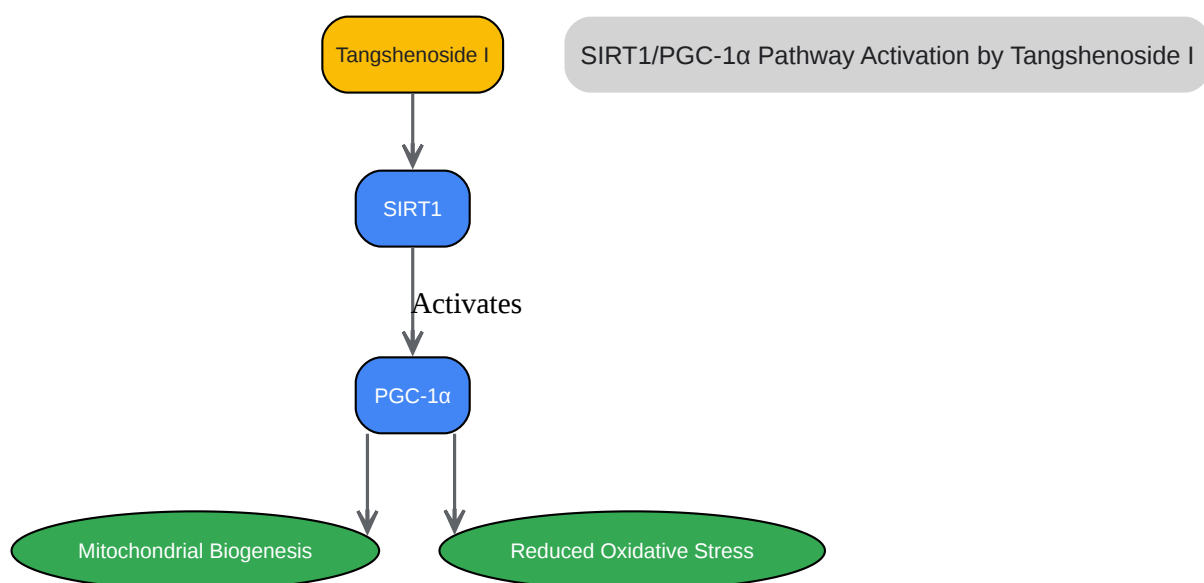 Tangshenoside I
SIRT1/PGC-1α Pathway Activation by Tangshenoside I
SIRT1
Activates
PGC-1α
Mitochondrial Biogenesis
Reduced Oxidative Stress